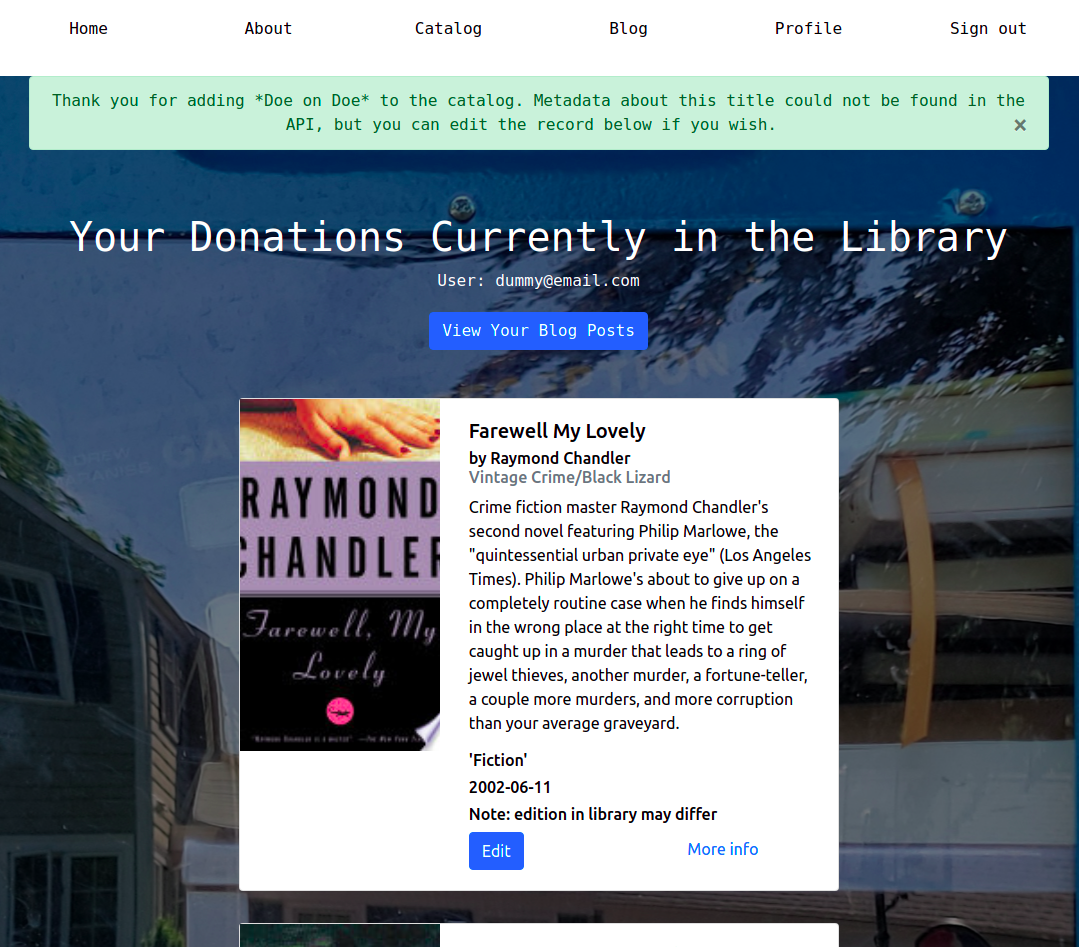 Home About Catalog Blog Profile Sign out
Thank you for adding *Doe on Doe* to the catalog. Metadata about this title could not be found in the
API, but you can edit the record below if you wish. ×
Your Donations Currently in the Library
User: dummy@email.com
View Your Blog Posts
RAYMOND
CHANDLER
Farewell, My
Lovely
Farewell My Lovely
by Raymond Chandler
Vintage Crime/Black Lizard
Crime fiction master Raymond Chandler's
second novel featuring Philip Marlowe, the
"quintessential urban private eye" (Los Angeles
Times). Philip Marlowe's about to give up on a
completely routine case when he finds himself
in the wrong place at the right time to get
caught up in a murder that leads to a ring of
jewel thieves, another murder, a fortune-teller,
a couple more murders, and more corruption
than your average graveyard.
'Fiction'
2002-06-11
Note: edition in library may differ
Edit More info